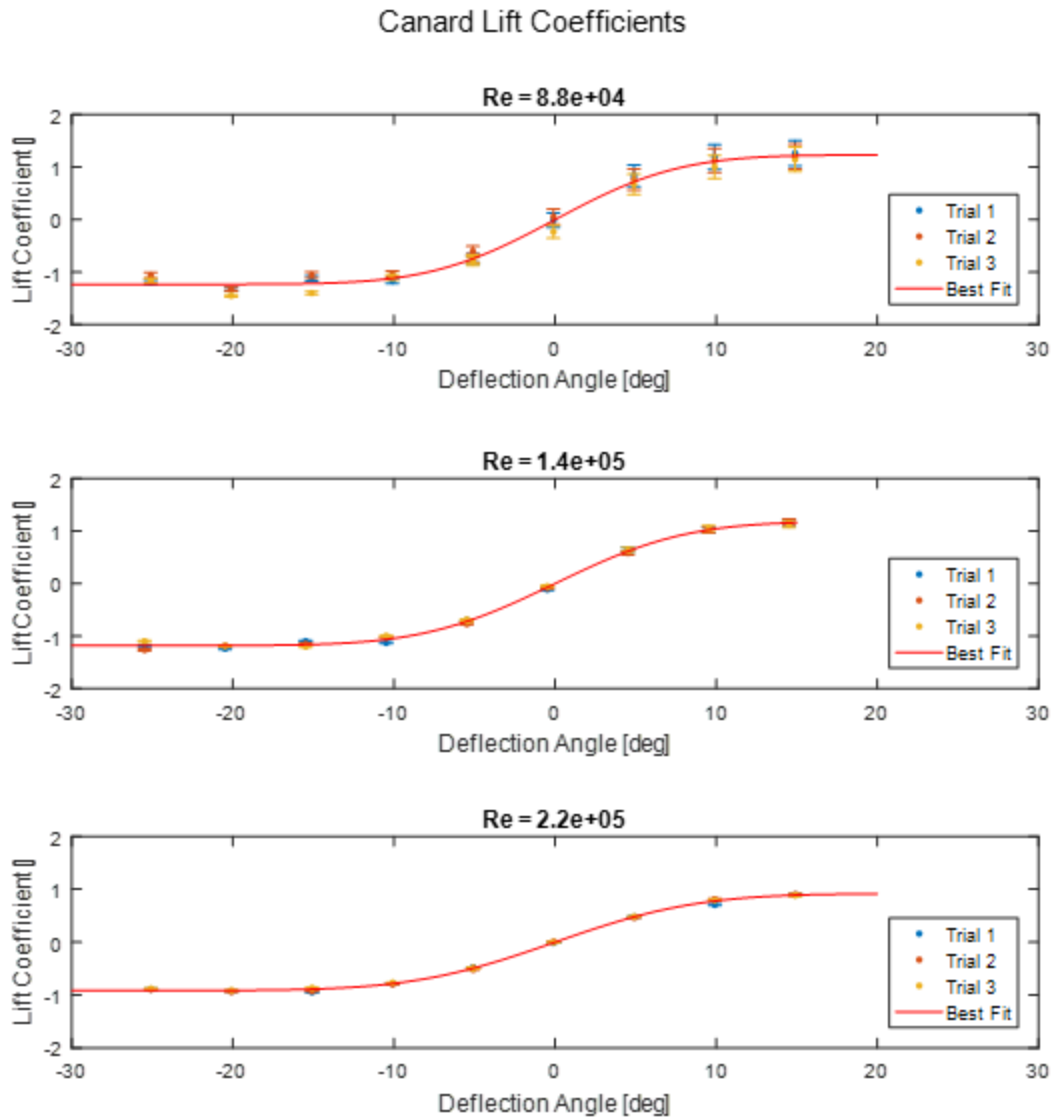 Canard Lift Coefficients
Re = 8.8e+04
Lift Coefficient []
2
1
0
-1
-2
-30 -20 -10 0 10 20 30
Deflection Angle [deg]
Trial 1
Trial 2
Trial 3
Best Fit
Re = 1.4e+05
Lift Coefficient []
2
1
0
-1
-2
-30 -20 -10 0 10 20 30
Deflection Angle [deg]
Trial 1
Trial 2
Trial 3
Best Fit
Re = 2.2e+05
Lift Coefficient []
2
1
0
-1
-2
-30 -20 -10 0 10 20 30
Deflection Angle [deg]
Trial 1
Trial 2
Trial 3
Best Fit